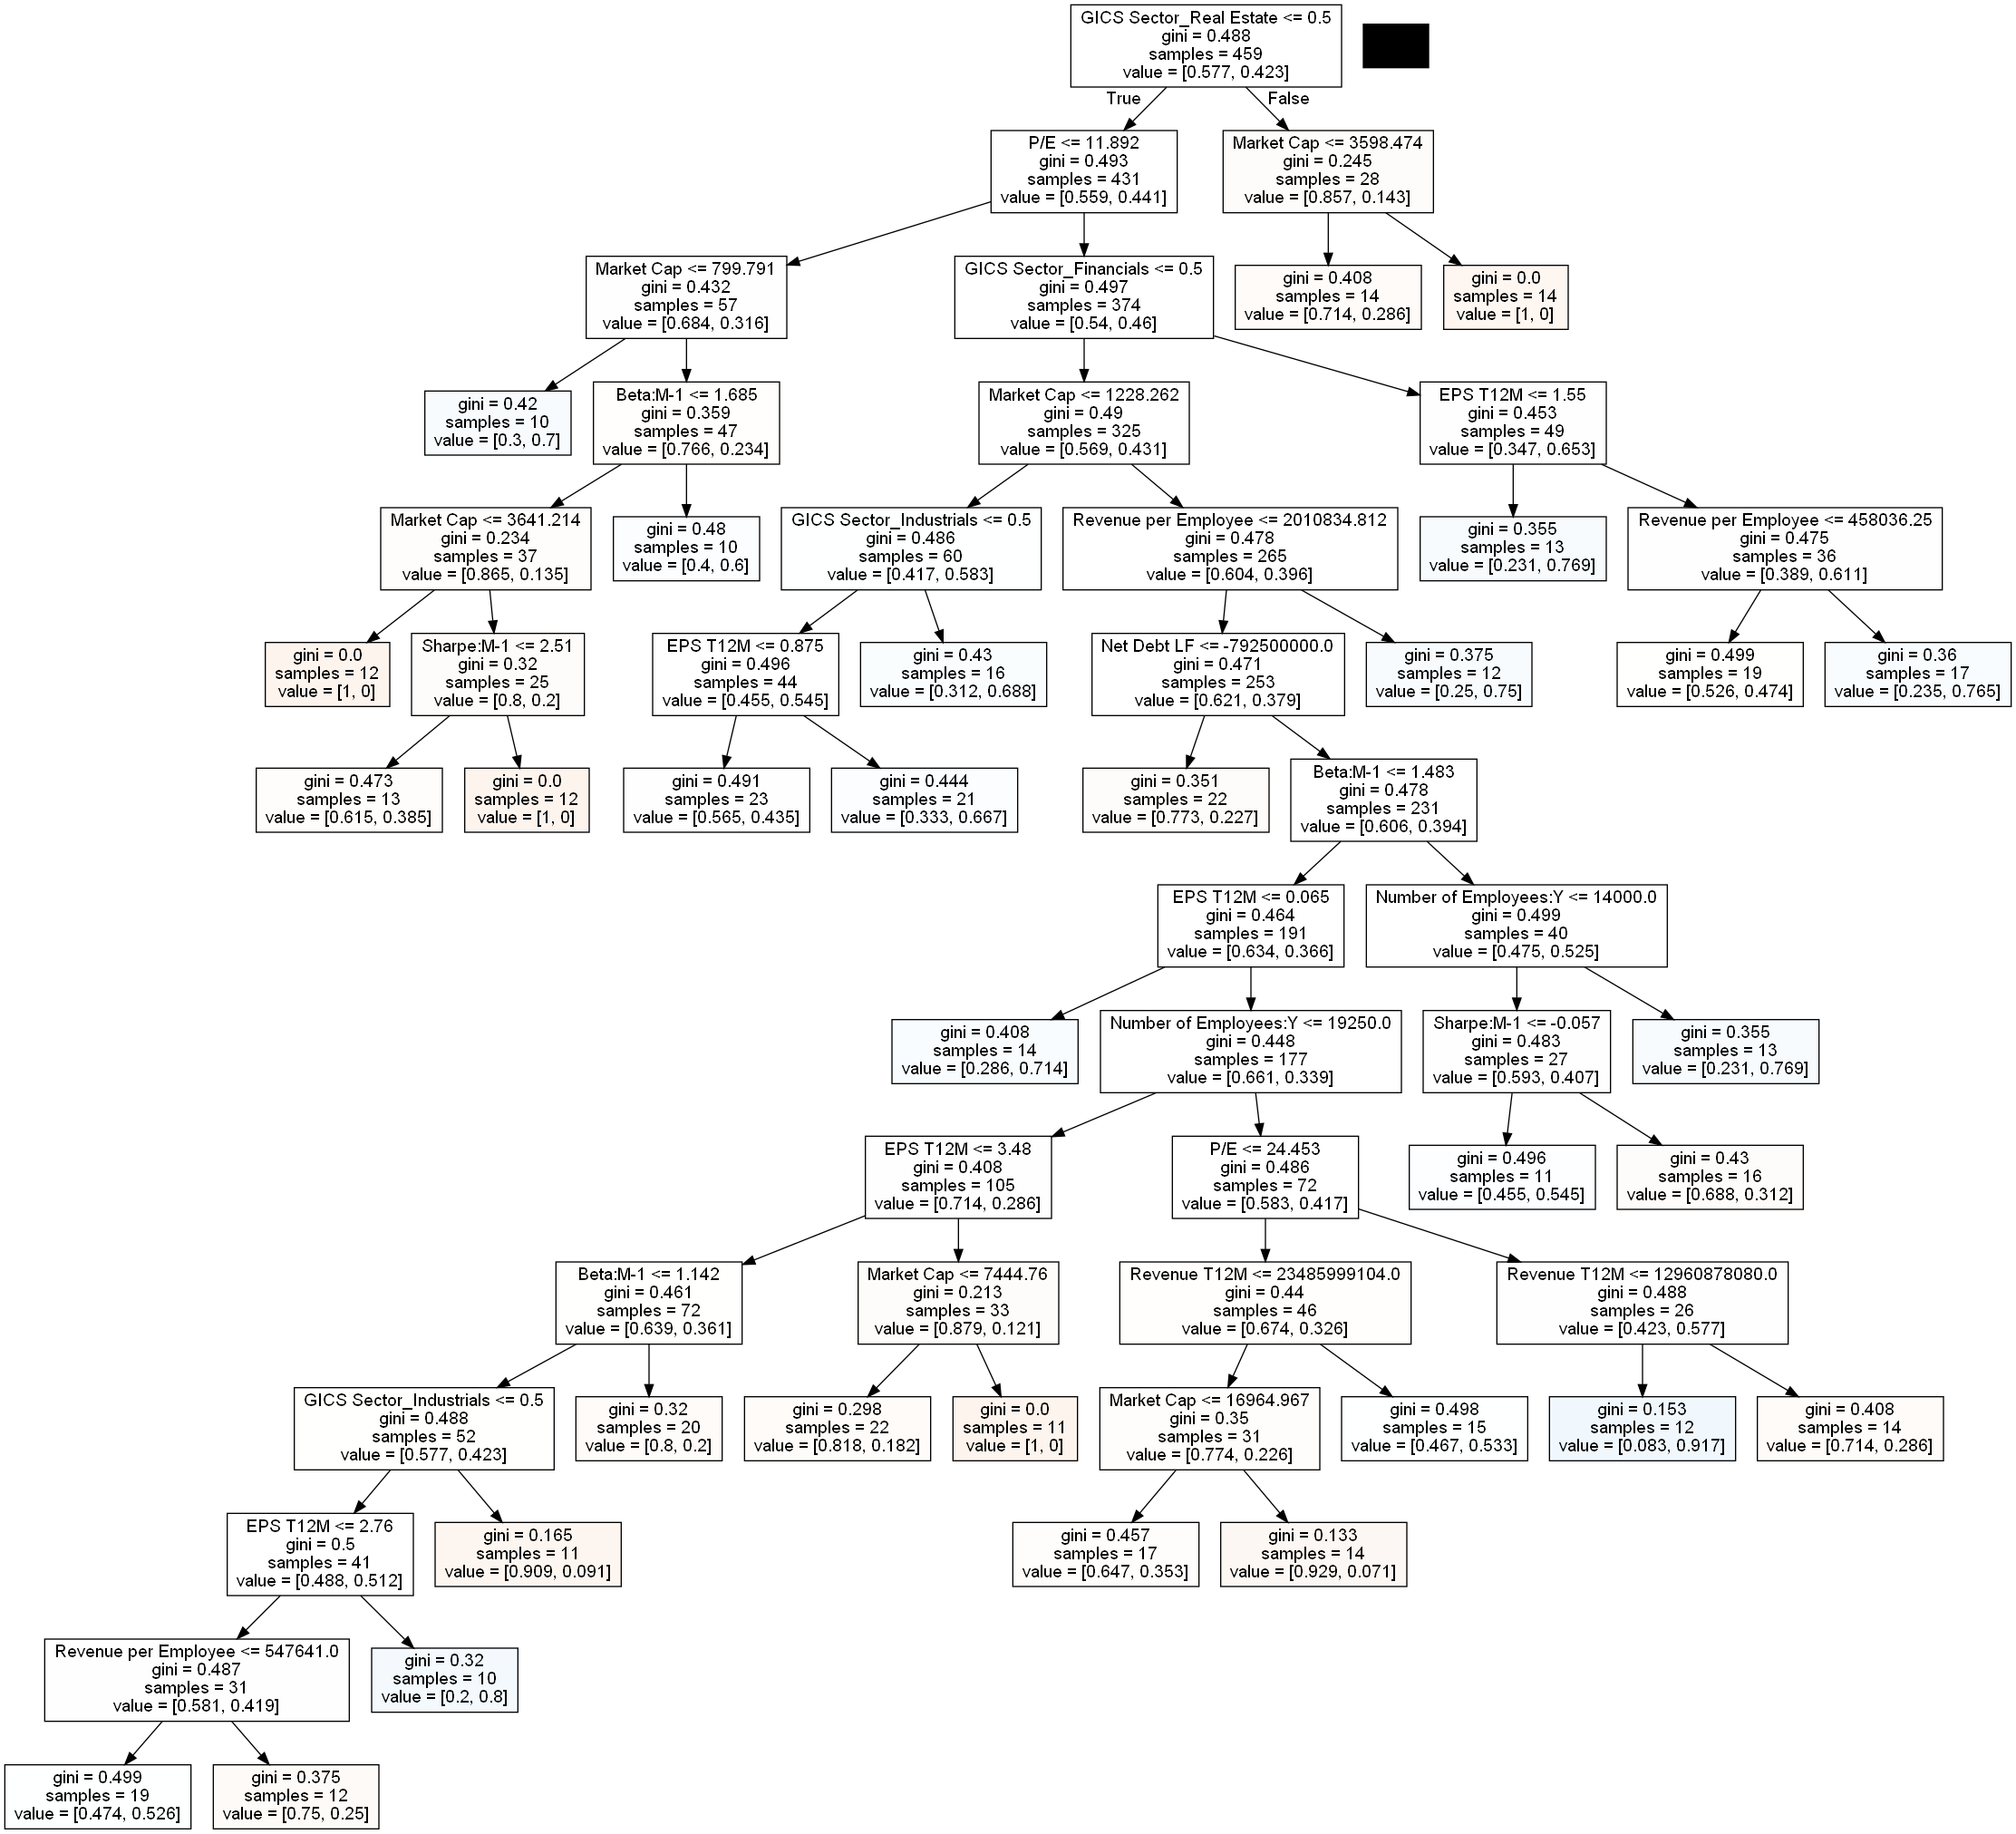 GICS Sector_Real Estate <= 0.5
gini = 0.488
samples = 459
value = [0.577, 0.423]
True
False
P/E <= 11.892
gini = 0.493
samples = 431
value = [0.559, 0.441]
Market Cap <= 3598.474
gini = 0.245
samples = 28
value = [0.857, 0.143]
Market Cap <= 799.791
gini = 0.432
samples = 57
value = [0.684, 0.316]
GICS Sector_Financials <= 0.5
gini = 0.497
samples = 374
value = [0.54, 0.46]
gini = 0.408
samples = 14
value = [0.714, 0.286]
gini = 0.0
samples = 14
value = [1, 0]
gini = 0.42
samples = 10
value = [0.3, 0.7]
Beta:M-1 <= 1.685
gini = 0.359
samples = 47
value = [0.766, 0.234]
Market Cap <= 1228.262
gini = 0.49
samples = 325
value = [0.569, 0.431]
EPS T12M <= 1.55
gini = 0.453
samples = 49
value = [0.347, 0.653]
Market Cap <= 3641.214
gini = 0.234
samples = 37
value = [0.865, 0.135]
gini = 0.48
samples = 10
value = [0.4, 0.6]
GICS Sector_Industrials <= 0.5
gini = 0.486
samples = 60
value = [0.417, 0.583]
Revenue per Employee <= 2010834.812
gini = 0.478
samples = 265
value = [0.604, 0.396]
gini = 0.355
samples = 13
value = [0.231, 0.769]
Revenue per Employee <= 458036.25
gini = 0.475
samples = 36
value = [0.389, 0.611]
gini = 0.0
samples = 12
value = [1, 0]
Sharpe:M-1 <= 2.51
gini = 0.32
samples = 25
value = [0.8, 0.2]
EPS T12M <= 0.875
gini = 0.496
samples = 44
value = [0.455, 0.545]
gini = 0.43
samples = 16
value = [0.312, 0.688]
Net Debt LF <= -792500000.0
gini = 0.471
samples = 253
value = [0.621, 0.379]
gini = 0.375
samples = 12
value = [0.25, 0.75]
gini = 0.499
samples = 19
value = [0.526, 0.474]
gini = 0.36
samples = 17
value = [0.235, 0.765]
gini = 0.473
samples = 13
value = [0.615, 0.385]
gini = 0.0
samples = 12
value = [1, 0]
gini = 0.491
samples = 23
value = [0.565, 0.435]
gini = 0.444
samples = 21
value = [0.333, 0.667]
gini = 0.351
samples = 22
value = [0.773, 0.227]
Beta:M-1 <= 1.483
gini = 0.478
samples = 231
value = [0.606, 0.394]
EPS T12M <= 0.065
gini = 0.464
samples = 191
value = [0.634, 0.366]
Number of Employees:Y <= 14000.0
gini = 0.499
samples = 40
value = [0.475, 0.525]
gini = 0.408
samples = 14
value = [0.286, 0.714]
Number of Employees:Y <= 19250.0
gini = 0.448
samples = 177
value = [0.661, 0.339]
Sharpe:M-1 <= -0.057
gini = 0.483
samples = 27
value = [0.593, 0.407]
gini = 0.355
samples = 13
value = [0.231, 0.769]
EPS T12M <= 3.48
gini = 0.408
samples = 105
value = [0.714, 0.286]
P/E <= 24.453
gini = 0.486
samples = 72
value = [0.583, 0.417]
gini = 0.496
samples = 11
value = [0.455, 0.545]
gini = 0.43
samples = 16
value = [0.688, 0.312]
Beta:M-1 <= 1.142
gini = 0.461
samples = 72
value = [0.639, 0.361]
Market Cap <= 7444.76
gini = 0.213
samples = 33
value = [0.879, 0.121]
Revenue T12M <= 23485999104.0
gini = 0.44
samples = 46
value = [0.674, 0.326]
Revenue T12M <= 12960878080.0
gini = 0.488
samples = 26
value = [0.423, 0.577]
GICS Sector_Industrials <= 0.5
gini = 0.488
samples = 52
value = [0.577, 0.423]
gini = 0.32
samples = 20
value = [0.8, 0.2]
gini = 0.298
samples = 22
value = [0.818, 0.182]
gini = 0.0
samples = 11
value = [1, 0]
Market Cap <= 16964.967
gini = 0.35
samples = 31
value = [0.774, 0.226]
gini = 0.498
samples = 15
value = [0.467, 0.533]
gini = 0.153
samples = 12
value = [0.083, 0.917]
gini = 0.408
samples = 14
value = [0.714, 0.286]
EPS T12M <= 2.76
gini = 0.5
samples = 41
value = [0.488, 0.512]
gini = 0.165
samples = 11
value = [0.909, 0.091]
gini = 0.457
samples = 17
value = [0.647, 0.353]
gini = 0.133
samples = 14
value = [0.929, 0.071]
Revenue per Employee <= 547641.0
gini = 0.487
samples = 31
value = [0.581, 0.419]
gini = 0.32
samples = 10
value = [0.2, 0.8]
gini = 0.499
samples = 19
value = [0.474, 0.526]
gini = 0.375
samples = 12
value = [0.75, 0.25]